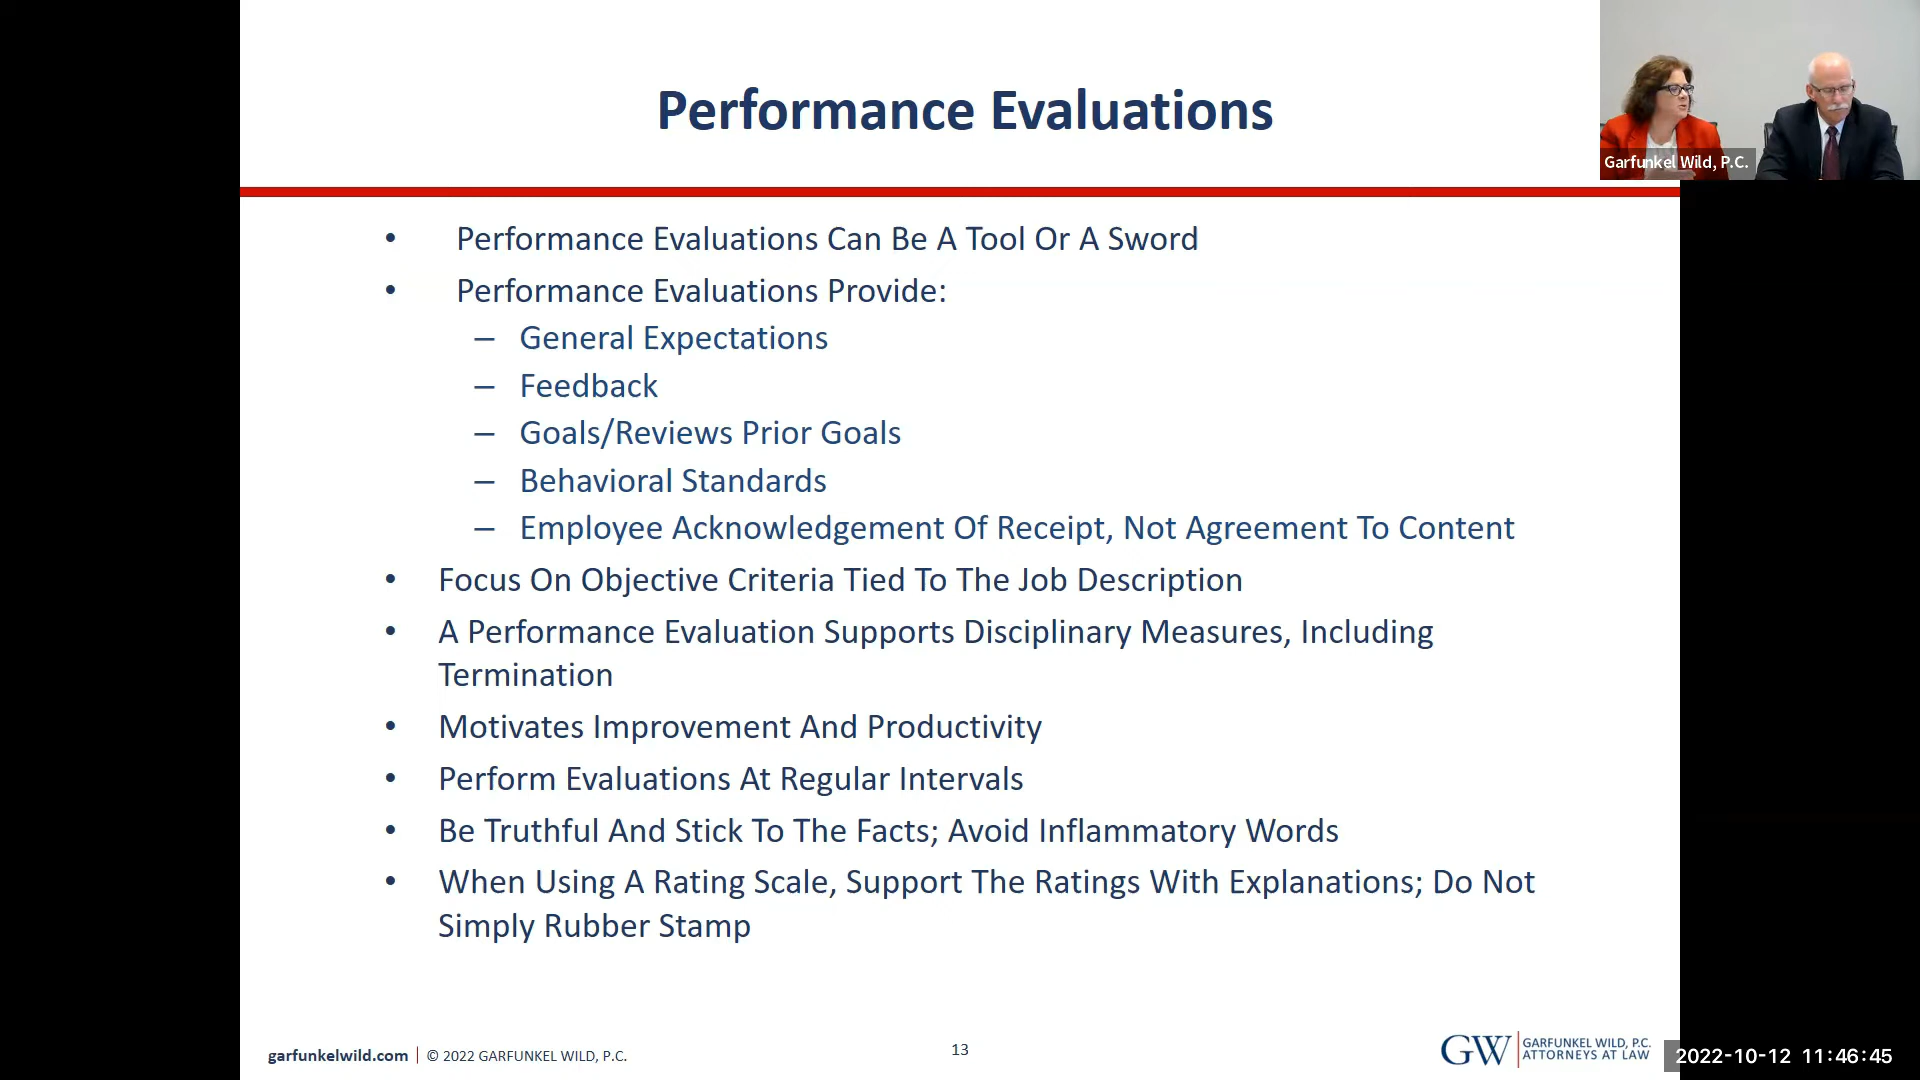 Performance Evaluations
Garfunkel Wild, P.C.
• Performance Evaluations Can Be A Tool Or A Sword
• Performance Evaluations Provide:
– General Expectations
– Feedback
– Goals/Reviews Prior Goals
– Behavioral Standards
– Employee Acknowledgement Of Receipt, Not Agreement To Content
• Focus On Objective Criteria Tied To The Job Description
• A Performance Evaluation Supports Disciplinary Measures, Including
Termination
• Motivates Improvement And Productivity
• Perform Evaluations At Regular Intervals
• Be Truthful And Stick To The Facts; Avoid Inflammatory Words
• When Using A Rating Scale, Support The Ratings With Explanations; Do Not
Simply Rubber Stamp
garfunkelwild.com | © 2022 GARFUNKEL WILD, P.C.
13
GW GARFUNKEL WILD, P.C.
ATTORNEYS AT LAW
2022-10-12 11:46:45